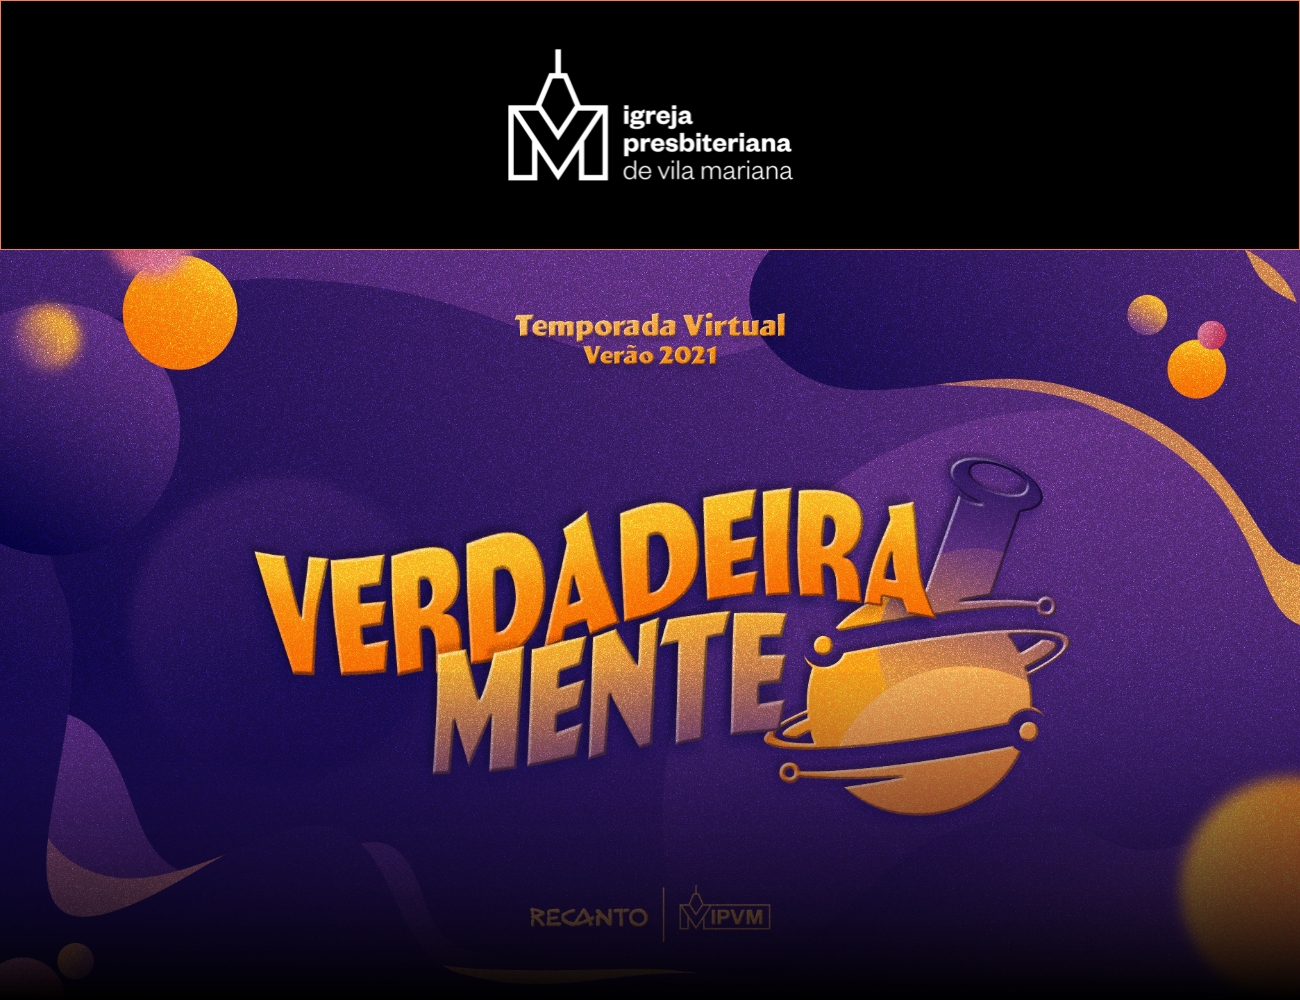 igreja
presbiteriana
de vila mariana
Temporada Virtual
Verão 2021
VERDADEIRA
MENTE
RECANTO
IPVM